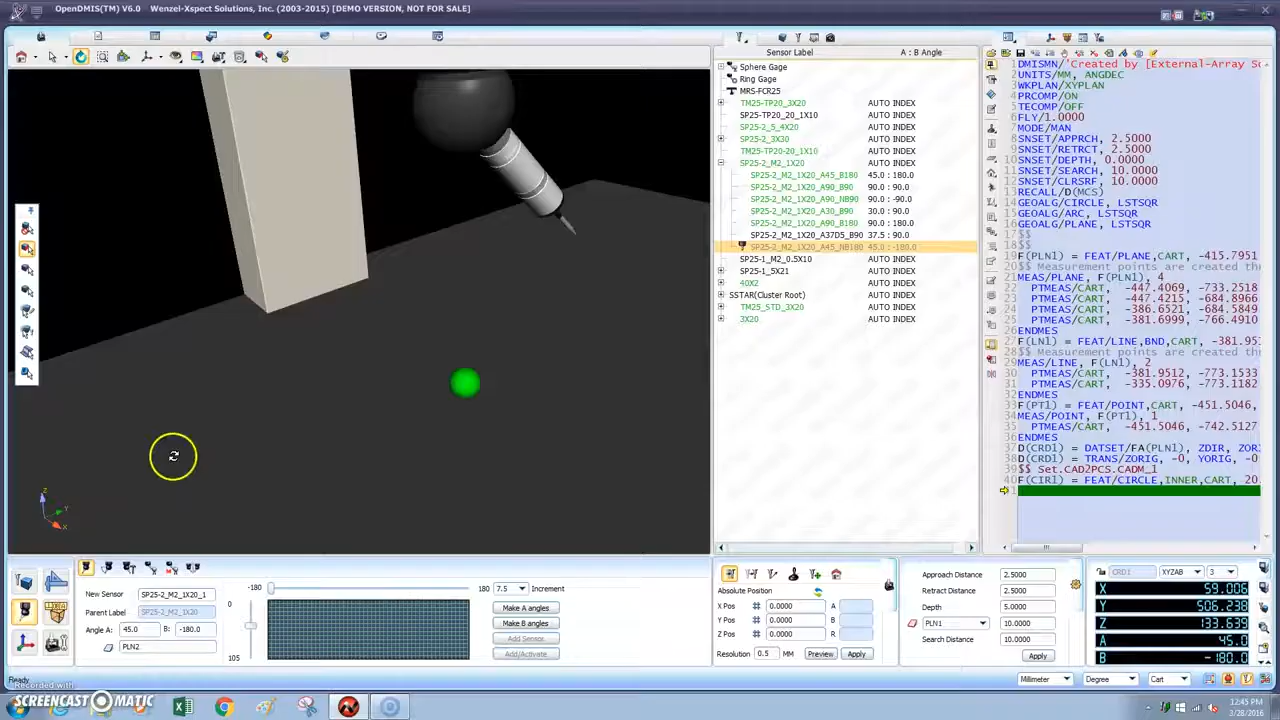 OpenDMIS(TM) V6.0    Wenzel-Xspect Solutions, Inc. (2003-2015) [DEMO VERSION, NOT FOR SALE]
Sensor Label    A : B Angle
Sphere Gage
Ring Gage
MRS-FCR25
TM25-TP20_3X20    AUTO INDEX
SP25-TP20_20_1X10    AUTO INDEX
SP25-2_5_4X20    AUTO INDEX
SP25-2_3X30    AUTO INDEX
TM25-TP20-20_1X10    AUTO INDEX
SP25-2_M2_1X20    AUTO INDEX
SP25-2_M2_1X20_A45_B180    45.0 : 180.0
SP25-2_M2_1X20_A90_B90    90.0 : 90.0
SP25-2_M2_1X20_A90_NB90    90.0 : -90.0
SP25-2_M2_1X20_A30_B90    30.0 : 90.0
SP25-2_M2_1X20_A90_B180    90.0 : 180.0
SP25-2_M2_1X20_A37D5_B90    37.5 : 90.0
SP25-2_M2_1X20_A45_NB180    45.0 : -180.0
SP25-1_M2_0.5X10    AUTO INDEX
SP25-1_5X21    AUTO INDEX
40X2    AUTO INDEX
SSTAR(Cluster Root)    AUTO INDEX
TM25_STD_3X20    AUTO INDEX
3X20    AUTO INDEX
DMISMN/'Created by [External-Array So
UNITS/MM, ANGDEC
WKPLAN/XYPLAN
PRCOMP/ON
TECOMP/OFF
FLY/1.0000
MODE/MAN
SNSET/APPRCH, 2.5000
SNSET/RETRCT, 2.5000
SNSET/DEPTH, 0.0000
SNSET/SEARCH, 10.0000
SNSET/CLRSRF, 10.0000
RECALL/D(MCS)
GEOALG/CIRCLE, LSTSQR
GEOALG/ARC, LSTSQR
GEOALG/PLANE, LSTSQR
$$
$$
F(PLN1) = FEAT/PLANE,CART, -415.7951
$$ Measurement points are created th
MEAS/PLANE, F(PLN1), 4
PTMEAS/CART, -447.4069, -733.2518
PTMEAS/CART, -447.4215, -684.8966
PTMEAS/CART, -386.6521, -684.5849
PTMEAS/CART, -381.6999, -766.4910
ENDMES
F(LN1) = FEAT/LINE,BND,CART, -381.951
$$ Measurement points are created th
MEAS/LINE, F(LN1), 2
PTMEAS/CART, -381.9512, -773.1533
PTMEAS/CART, -335.0976, -773.1182
ENDMES
F(PT1) = FEAT/POINT,CART, -451.5046,
MEAS/POINT, F(PT1), 1
PTMEAS/CART, -451.5046, -742.5127
ENDMES
D(CRD1) = DATSET/FA(PLN1), ZDIR, ZOR
D(CRD1) = TRANS/ZORIG, -0, YORIG, -0
$$ Set.CAD2PCS.CADM_1
F(CIR1) = FEAT/CIRCLE,INNER,CART, 20
Z
Y
X
-180    180    7.5    Increment
New Sensor    SP25-2_M2_1X20_1
Parent Label    SP25-2_M2_1X20
Angle A:    45.0    B:    -180.0
PLN2
0
105
Make A angles
Make B angles
Add Sensor
Add/Activate
Absolute Position
X Pos    0.0000    A
Y Pos    0.0000    B
Z Pos    0.0000    R
Resolution    0.5    MM    Preview    Apply
Approach Distance    2.5000
Retract Distance    2.5000
Depth    5.0000
PLN1    10.0000
Search Distance    10.0000
Apply
CRD1    XYZAB    3
X    59.006
Y    506.238
Z    133.639
A    45.0
B    -180.0
Ready    Millimeter    Degree    Cart
Recorded with
SCREENCAST-O-MATIC
12:45 PM
3/28/2016